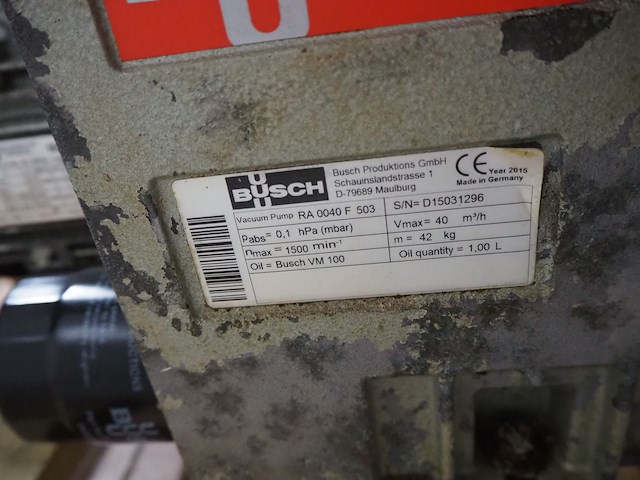 BUSCH
Busch Produktions GmbH
Schauinslandstrasse 1
D-79689 Maulburg
CE Year 2015
Made in Germany
Vacuum Pump RA 0040 F 503
S/N= D15031296
Pabs= 0,1 hPa (mbar)
Vmax= 40 m³/h
nmax= 1500 min-¹
m= 42 kg
Oil = Busch VM 100
Oil quantity = 1,00 L